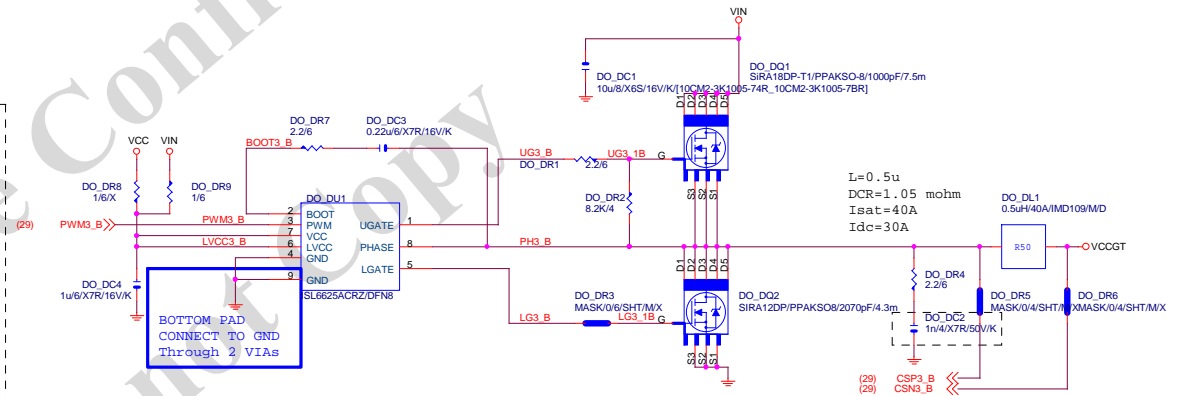 VIN
DO_DC1
10u/8/X6S/16V/K/[10CM2-3K1005-74R_10CM2-3K1005-7BR]
DO_DQ1
SiRA18DP-T1/PPAKSO-8/1000pF/7.5m
D1
D2
D3
D4
D5
G
S3
S2
S1
VCC
VIN
DO_DR8
1/6/X
DO_DR9
1/6
BOOT3_B
DO_DR7
2.2/6
DO_DC3
0.22u/6/X7R/16V/K
UG3_B
DO_DR1
2.2/6
UG3_1B
DO_DR2
8.2K/4
(29)
PWM3_B
PWM3_B
LVCC3_B
DO_DU1
2
BOOT
3
PWM
7
VCC
6
LVCC
4
GND
9
GND
UGATE
1
PHASE
8
LGATE
5
ISL6625ACRZ/DFN8
DO_DC4
1u/6/X7R/16V/K
BOTTOM PAD
CONNECT TO GND
Through 2 VIAs
PH3_B
LG3_B
DO_DR3
MASK/0/6/SHT/M/X
LG3_1B
D1
D2
D3
D4
D5
G
DO_DQ2
SIRA12DP/PPAKSO8/2070pF/4.3m
S3
S2
S1
L=0.5u
DCR=1.05 mohm
Isat=40A
Idc=30A
DO_DL1
0.5uH/40A/IMD109/M/D
R50
VCCGT
DO_DR4
2.2/6
DO_DC2
1n/4/X7R/50V/K
DO_DR5
MASK/0/4/SHT/M/X
DO_DR6
MASK/0/4/SHT/M/X
(29)
CSP3_B
(29)
CSN3_B
not Copy